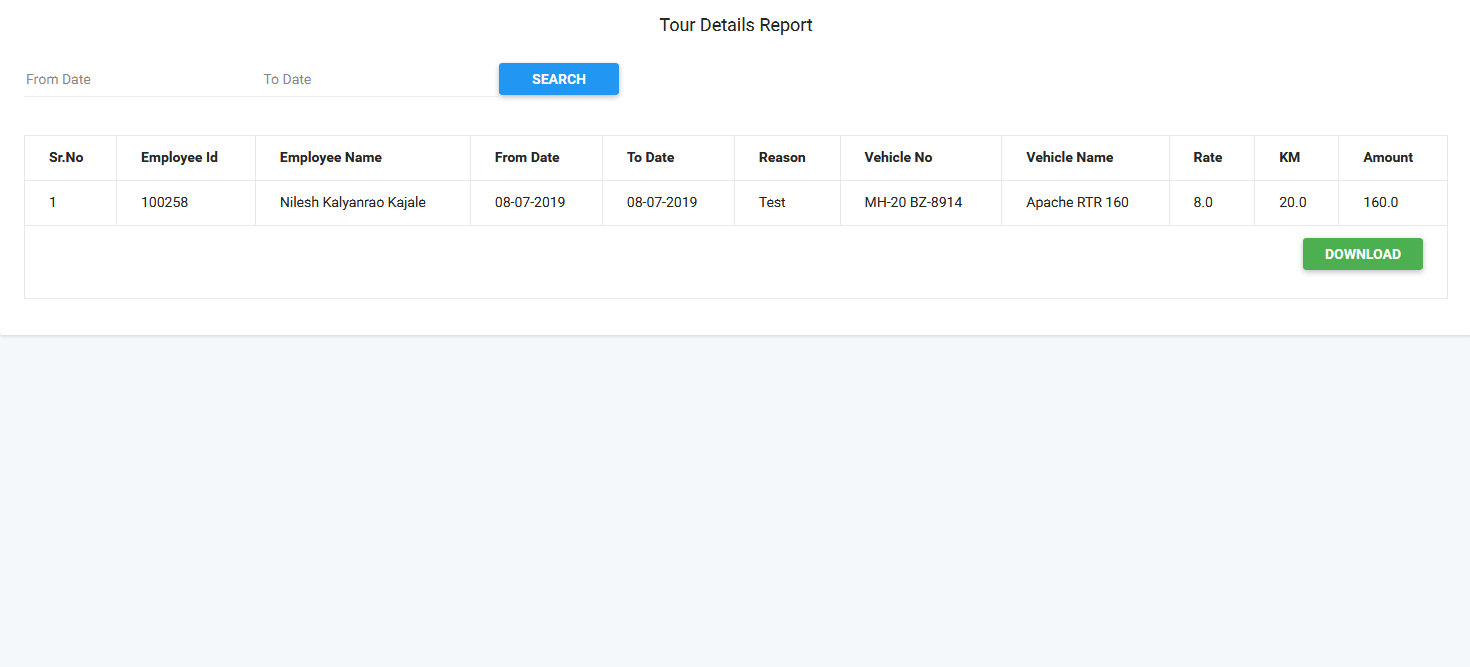 Tour Details Report
From Date To Date SEARCH
Sr.No Employee Id Employee Name From Date To Date Reason Vehicle No Vehicle Name Rate KM Amount
1 100258 Nilesh Kalyanrao Kajale 08-07-2019 08-07-2019 Test MH-20 BZ-8914 Apache RTR 160 8.0 20.0 160.0
DOWNLOAD